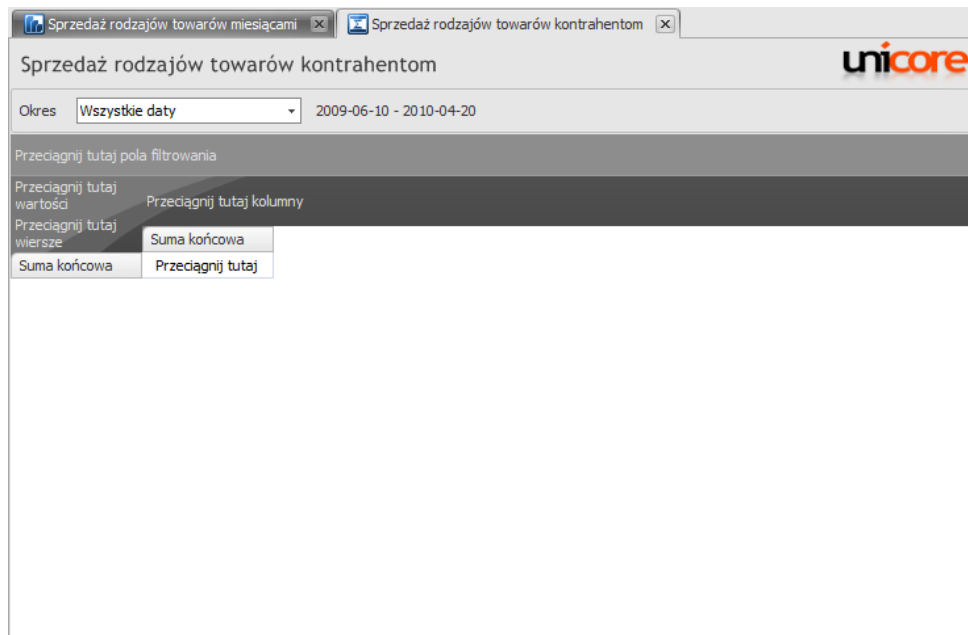 Sprzedaż rodzajów towarów miesiącami
Sprzedaż rodzajów towarów kontrahentom
Sprzedaż rodzajów towarów kontrahentom
unicore
Okres Wszystkie daty 2009-06-10 - 2010-04-20
Przeciągnij tutaj pola filtrowania
Przeciągnij tutaj
wartości
Przeciągnij tutaj kolumny
Przeciągnij tutaj
wiersze
Suma końcowa
Suma końcowa
Przeciągnij tutaj